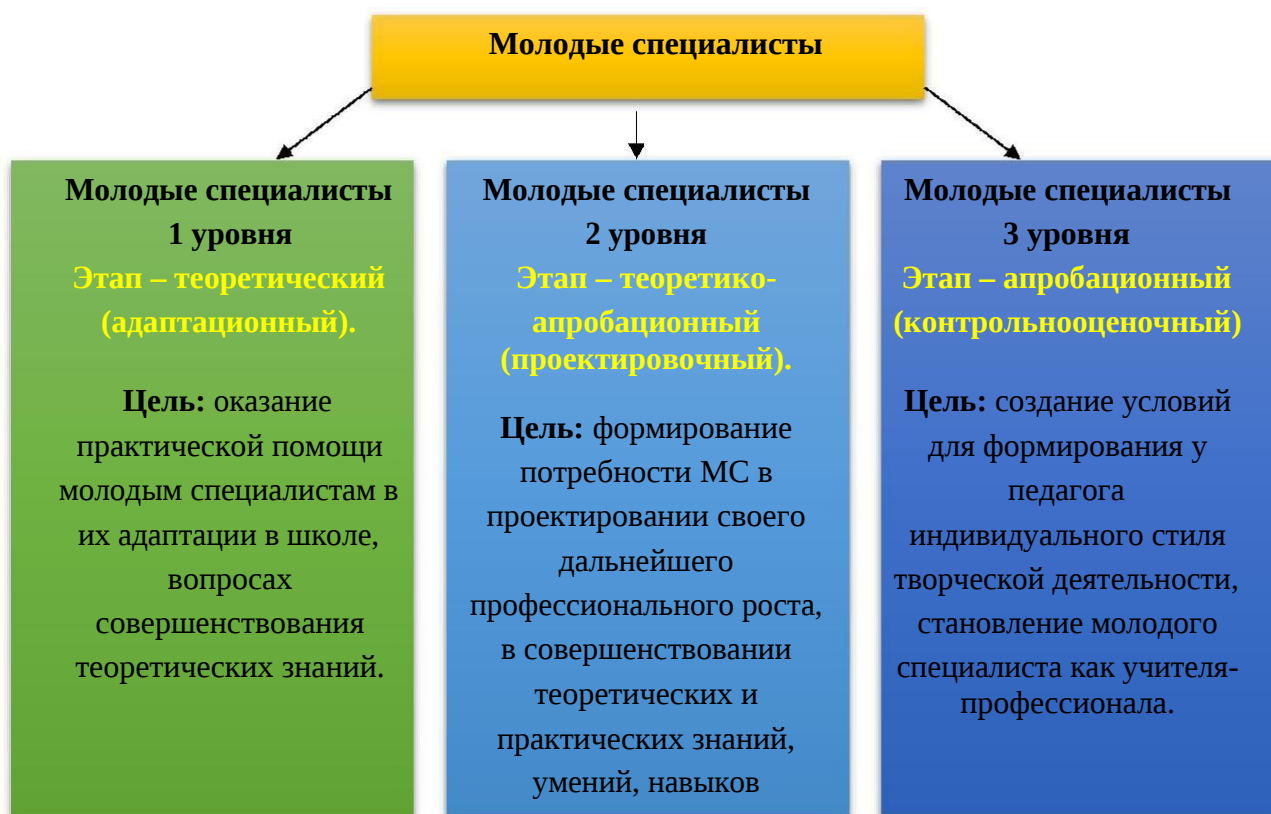 Молодые специалисты
Молодые специалисты
1 уровня
Этап – теоретический
(адаптационный).
Цель: оказание
практической помощи
молодым специалистам в
их адаптации в школе,
вопросах
совершенствования
теоретических знаний.
Молодые специалисты
2 уровня
Этап – теоретико-
апробационный
(проектировочный).
Цель: формирование
потребности МС в
проектировании своего
дальнейшего
профессионального роста,
в совершенствовании
теоретических и
практических знаний,
умений, навыков
Молодые специалисты
3 уровня
Этап – апробационный
(контрольнооценочный)
Цель: создание условий
для формирования у
педагога
индивидуального стиля
творческой деятельности,
становление молодого
специалиста как учителя-
профессионала.